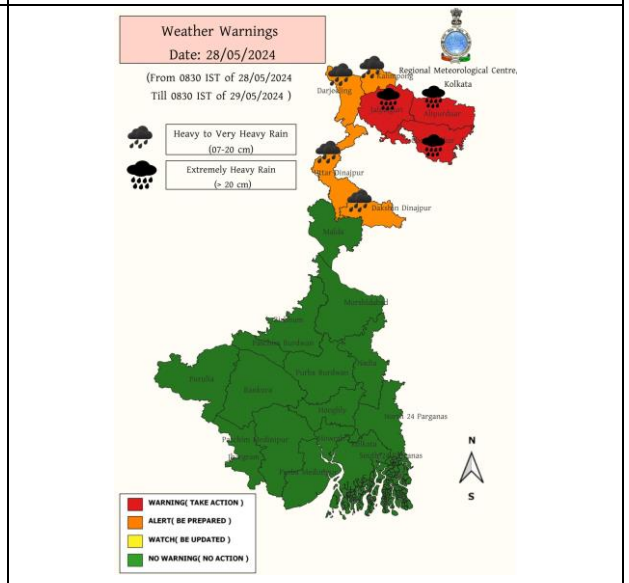 Weather Warnings
Date: 28/05/2024
(From 0830 IST of 28/05/2024
Till 0830 IST of 29/05/2024 )
Regional Meteorological Centre,
Kolkata
Heavy to Very Heavy Rain
(07-20 cm)
Extremely Heavy Rain
(> 20 cm)
Kalimpong
Darjeeling
Jalpaiguri
Alipurduar
Uttar Dinajpur
Dakshin Dinajpur
Malda
Murshidabad
Birbhum
Paschim Burdwan
Purba Burdwan
Nadia
Purulia
Bankura
Hooghly
North 24 Parganas
Paschim Medinipur
Howrah
Kolkata
Jhargram
South 24 Parganas
Purba Medinipur
N
S
WARNING( TAKE ACTION )
ALERT( BE PREPARED )
WATCH( BE UPDATED )
NO WARNING( NO ACTION )